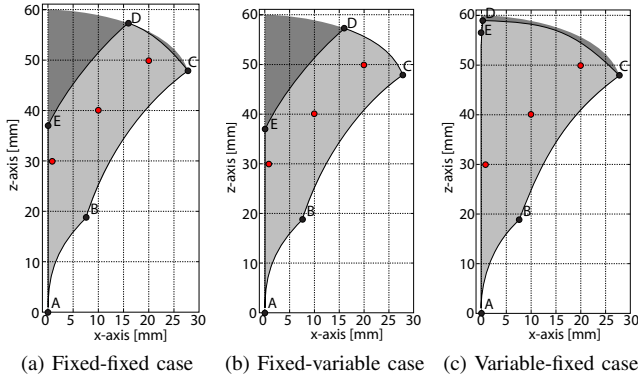 60
50
40
30
20
10
0
z-axis [mm]
A
B
C
D
E
0 5 10 15 20 25 30
x-axis [mm]
(a) Fixed-fixed case
60
50
40
30
20
10
0
z-axis [mm]
A
B
C
D
E
0 5 10 15 20 25 30
x-axis [mm]
(b) Fixed-variable case
60
50
40
30
20
10
0
z-axis [mm]
A
B
C
D
E
0 5 10 15 20 25 30
x-axis [mm]
(c) Variable-fixed case